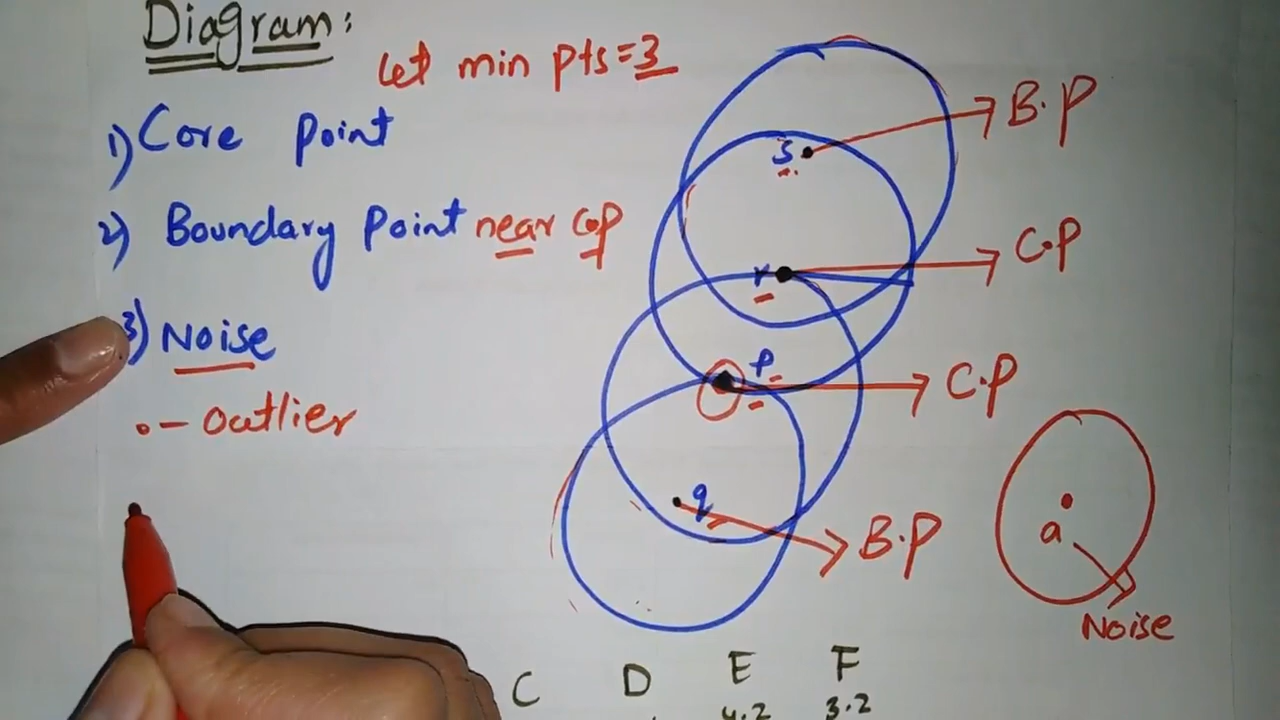 Diagram:
Let min pts=3
1) Core Point
2) Boundary Point near C.P
3) Noise
•– outlier
s
B.P
r
C.P
p
C.P
q
B.P
a
Noise
C D E F
4.2 3.2